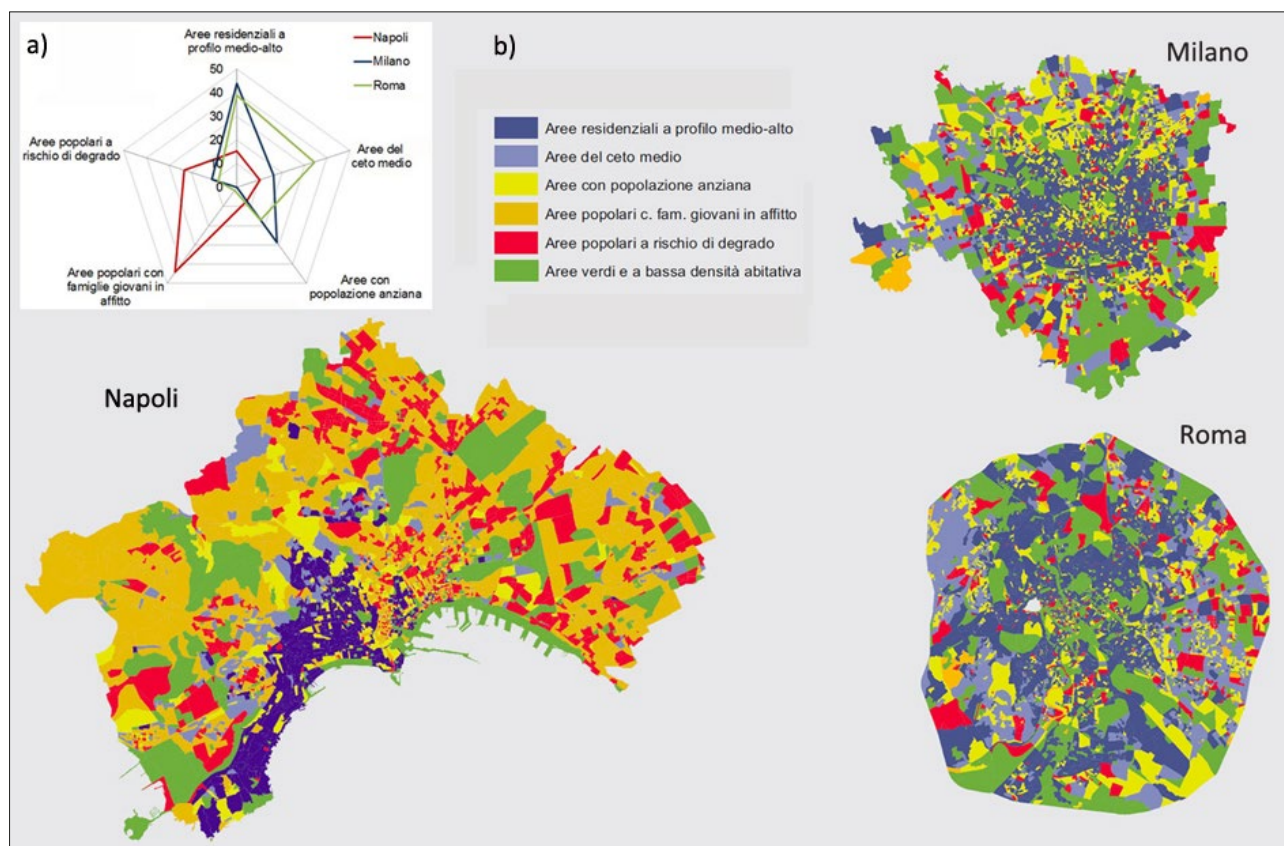 a)
Aree residenziali a
profilo medio-alto
Napoli
Milano
Roma
50
40
30
20
10
0
Aree popolari a
rischio di degrado
Aree del
ceto medio
Aree popolari con
famiglie giovani in
affitto
Aree con
popolazione anziana
b)
Aree residenziali a profilo medio-alto
Aree del ceto medio
Aree con popolazione anziana
Aree popolari c. fam. giovani in affitto
Aree popolari a rischio di degrado
Aree verdi e a bassa densità abitativa
Milano
Napoli
Roma